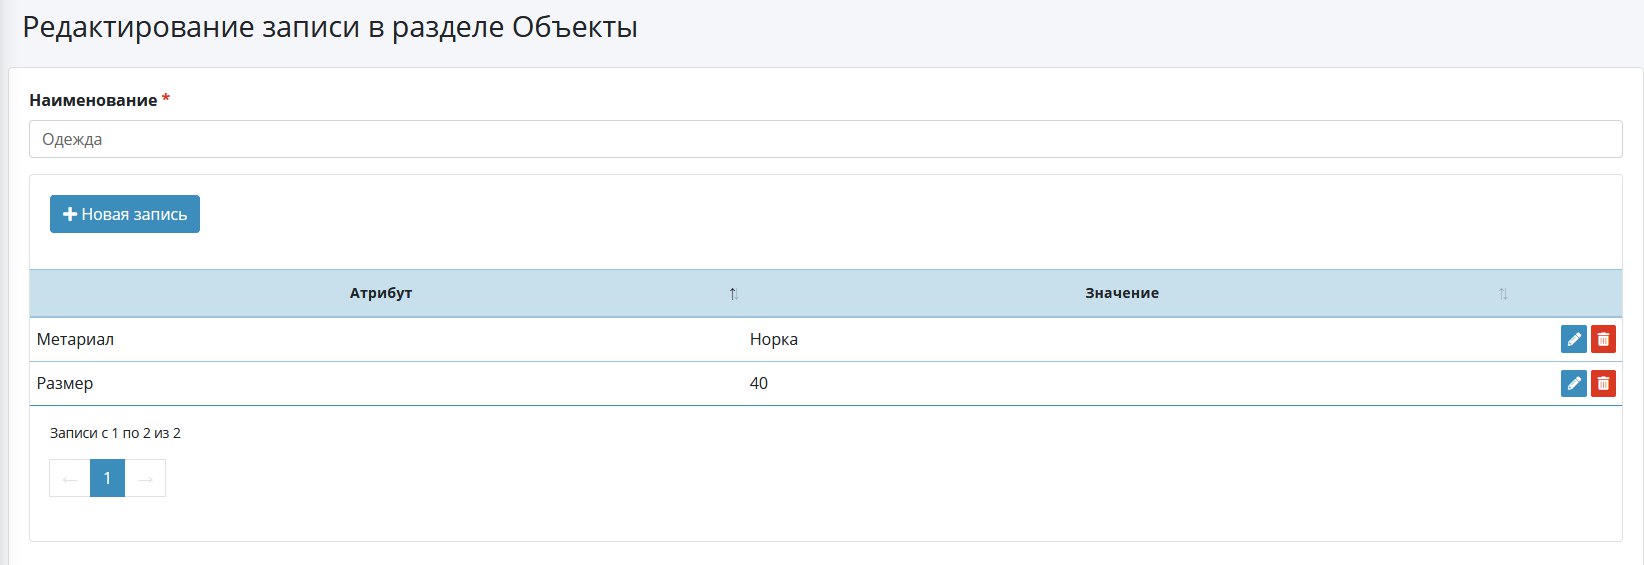 Редактирование записи в разделе Объекты
Наименование *
Одежда
Новая запись
Атрибут Значение
Метариал Норка
Размер 40
Записи с 1 по 2 из 2
← 1 →